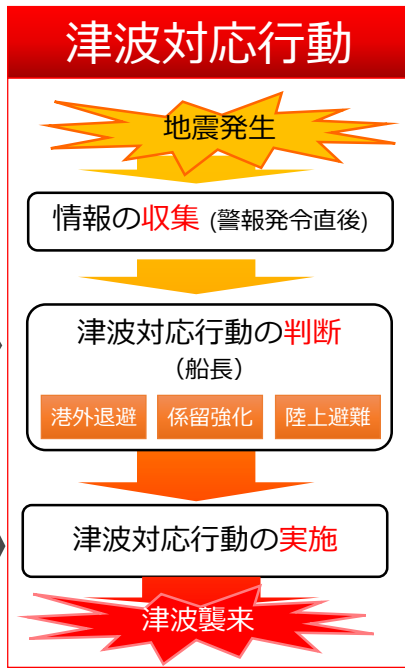 津波対応行動
地震発生
情報の収集 (警報発令直後)
津波対応行動の判断
(船長)
港外退避 係留強化 陸上避難
津波対応行動の実施
津波襲来